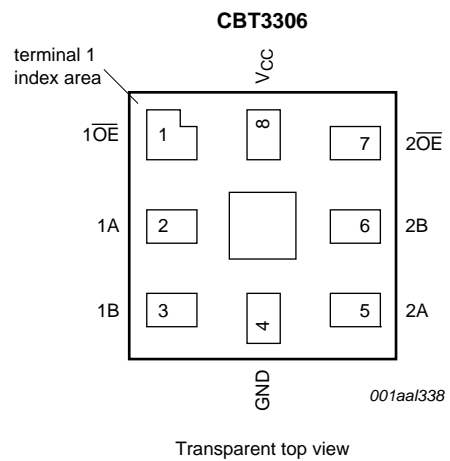 CBT3306
terminal 1
index area
VCC
1OE
1
8
7
2OE
1A
2
6
2B
1B
3
4
5
2A
GND
001aal338
Transparent top view